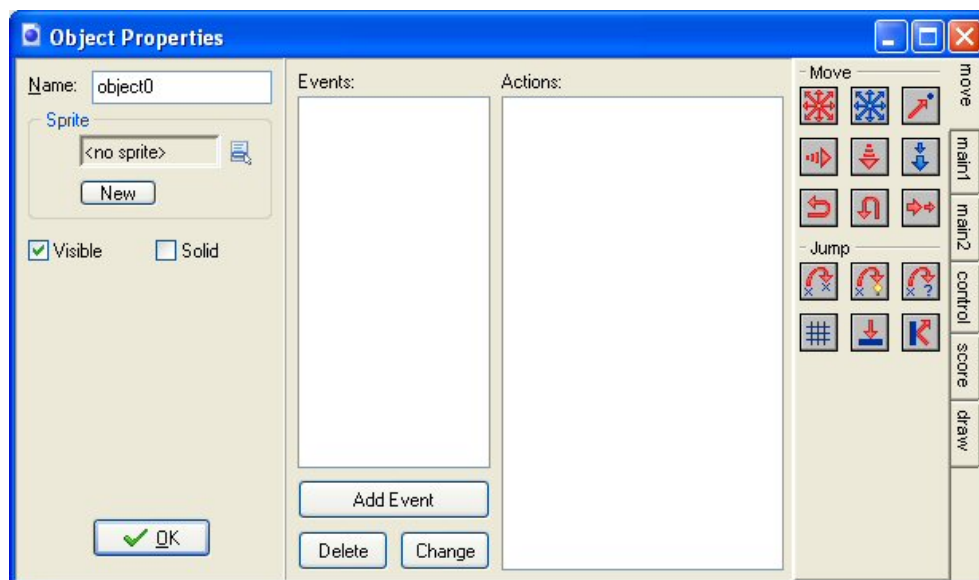 Object Properties
Name: object0
Sprite
<no sprite>
New
Visible
Solid
OK
Events:
Add Event
Delete
Change
Actions:
Move
Jump
move
main1
main2
control
score
draw